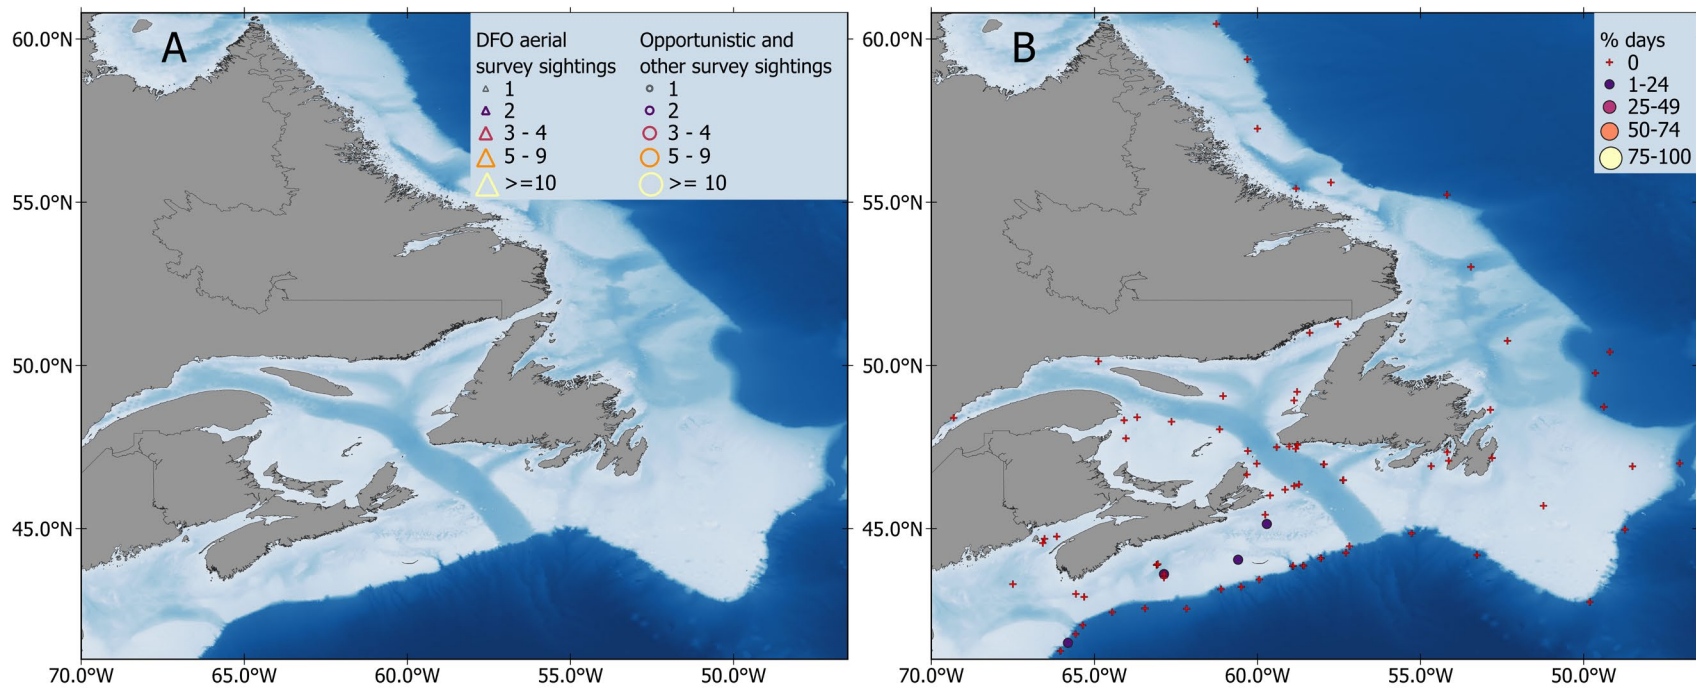 A
DFO aerial
survey sightings
1
2
3 - 4
5 - 9
>=10
Opportunistic and
other survey sightings
1
2
3 - 4
5 - 9
>= 10
60.0°N
55.0°N
50.0°N
45.0°N
70.0°W 65.0°W 60.0°W 55.0°W 50.0°W
B
% days
0
1-24
25-49
50-74
75-100
60.0°N
55.0°N
50.0°N
45.0°N
70.0°W 65.0°W 60.0°W 55.0°W 50.0°W